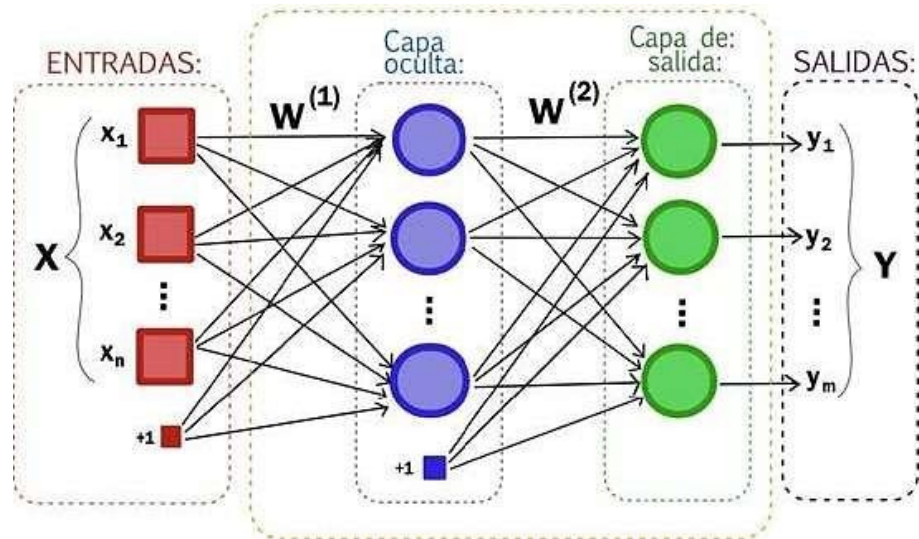 ENTRADAS:
Capa
oculta:
Capa de:
salida:
SALIDAS:
W(1)
W(2)
X
x1
x2
xn
+1
+1
y1
y2
ym
Y